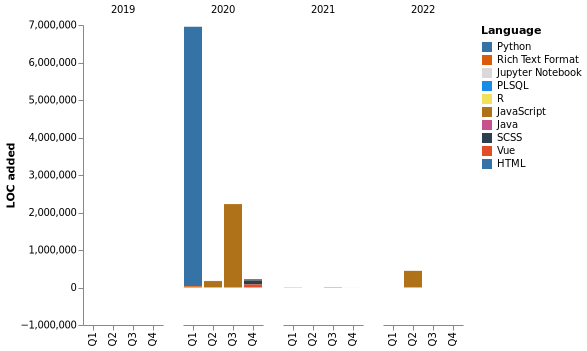 2019 2020 2021 2022
7,000,000
6,000,000
5,000,000
4,000,000
3,000,000
2,000,000
1,000,000
0
−1,000,000
LOC added
Q1 Q2 Q3 Q4 Q1 Q2 Q3 Q4 Q1 Q2 Q3 Q4 Q1 Q2 Q3 Q4
Language
Python
Rich Text Format
Jupyter Notebook
PLSQL
R
JavaScript
Java
SCSS
Vue
HTML